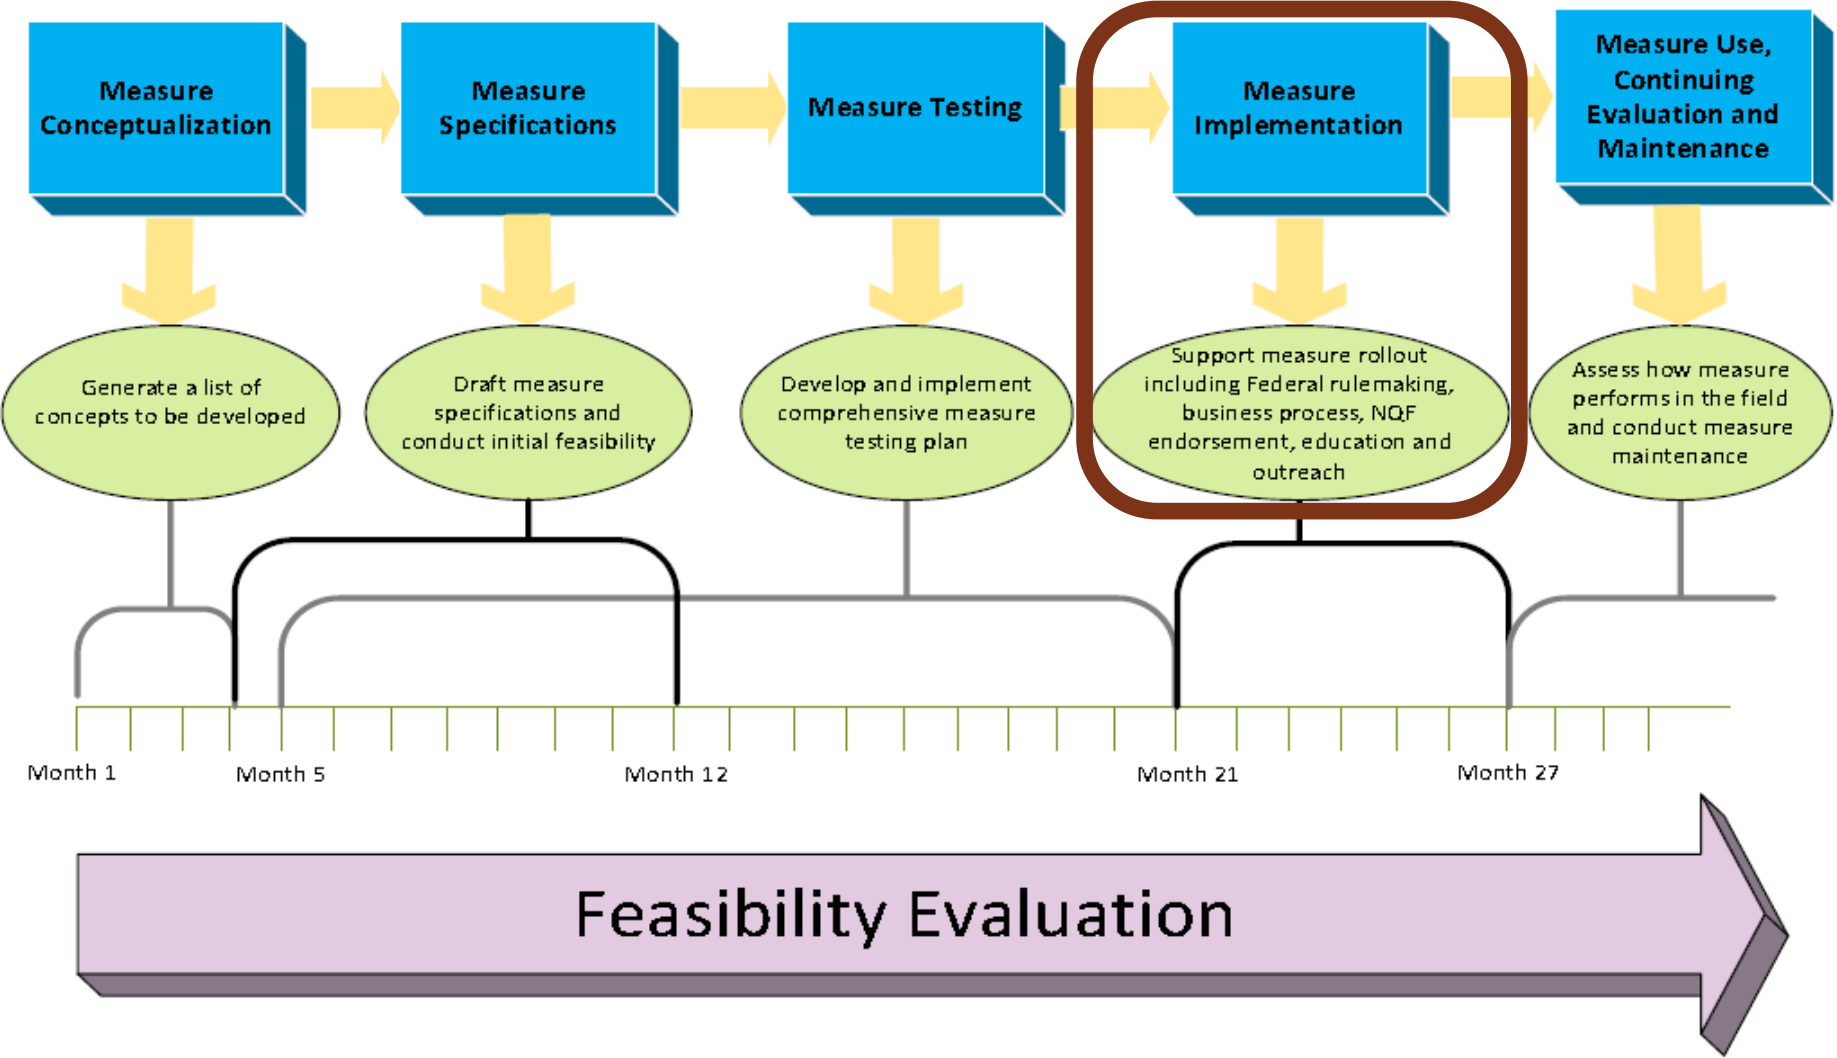 Measure
Conceptualization
Measure
Specifications
Measure Testing
Measure
Implementation
Measure Use,
Continuing
Evaluation and
Maintenance
Generate a list of
concepts to be developed
Draft measure
specifications and
conduct initial feasibility
Develop and implement
comprehensive measure
testing plan
Support measure rollout
including Federal rulemaking,
business process, NQF
endorsement, education and
outreach
Assess how measure
performs in the field
and conduct measure
maintenance
Month 1
Month 5
Month 12
Month 21
Month 27
Feasibility Evaluation